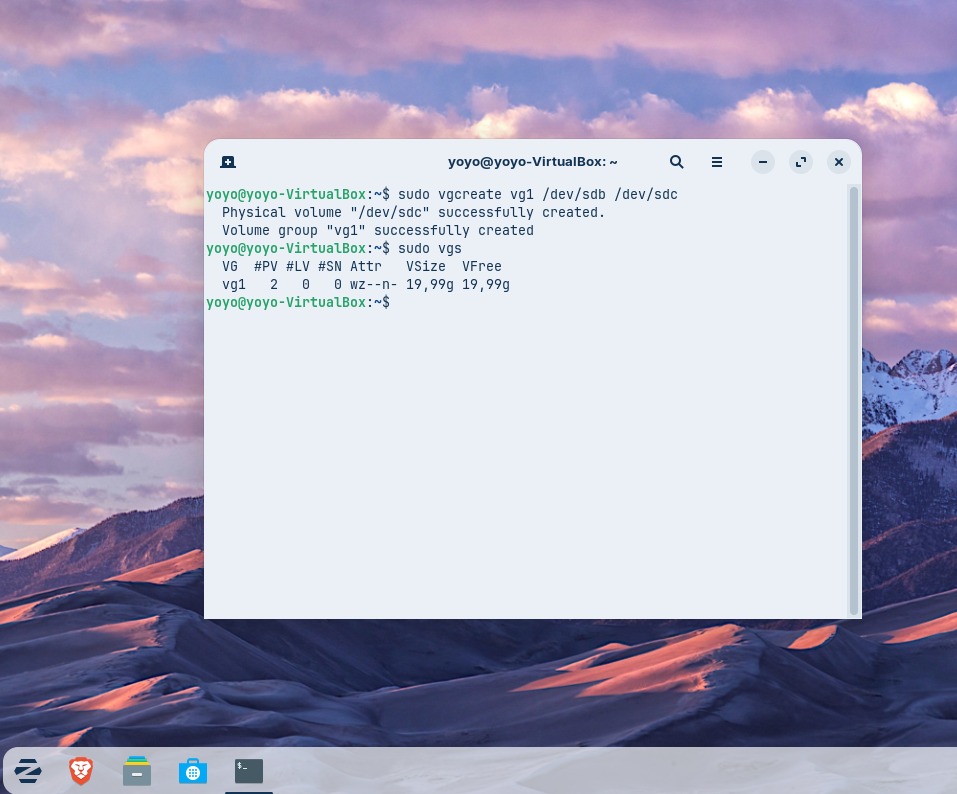 yoyo@yoyo-VirtualBox: ~
yoyo@yoyo-VirtualBox:~$ sudo vgcreate vg1 /dev/sdb /dev/sdc
  Physical volume "/dev/sdc" successfully created.
  Volume group "vg1" successfully created
yoyo@yoyo-VirtualBox:~$ sudo vgs
  VG  #PV #LV #SN Attr   VSize  VFree
  vg1   2   0   0 wz--n- 19,99g 19,99g
yoyo@yoyo-VirtualBox:~$
$_